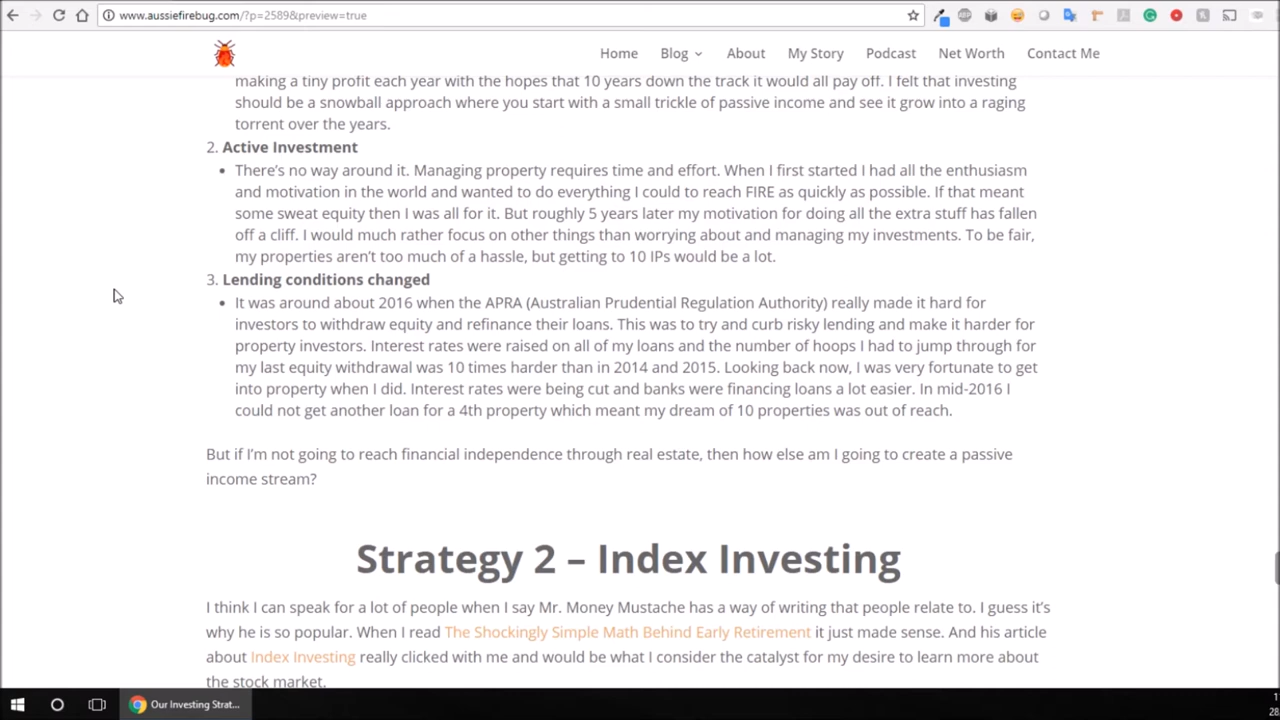 www.aussiefirebug.com/?p=2589&preview=true
Home Blog About My Story Podcast Net Worth Contact Me
making a tiny profit each year with the hopes that 10 years down the track it would all pay off. I felt that investing
should be a snowball approach where you start with a small trickle of passive income and see it grow into a raging
torrent over the years.
2. Active Investment
• There's no way around it. Managing property requires time and effort. When I first started I had all the enthusiasm
and motivation in the world and wanted to do everything I could to reach FIRE as quickly as possible. If that meant
some sweat equity then I was all for it. But roughly 5 years later my motivation for doing all the extra stuff has fallen
off a cliff. I would much rather focus on other things than worrying about and managing my investments. To be fair,
my properties aren't too much of a hassle, but getting to 10 IPs would be a lot.
3. Lending conditions changed
• It was around about 2016 when the APRA (Australian Prudential Regulation Authority) really made it hard for
investors to withdraw equity and refinance their loans. This was to try and curb risky lending and make it harder for
property investors. Interest rates were raised on all of my loans and the number of hoops I had to jump through for
my last equity withdrawal was 10 times harder than in 2014 and 2015. Looking back now, I was very fortunate to get
into property when I did. Interest rates were being cut and banks were financing loans a lot easier. In mid-2016 I
could not get another loan for a 4th property which meant my dream of 10 properties was out of reach.
But if I'm not going to reach financial independence through real estate, then how else am I going to create a passive
income stream?
Strategy 2 – Index Investing
I think I can speak for a lot of people when I say Mr. Money Mustache has a way of writing that people relate to. I guess it's
why he is so popular. When I read The Shockingly Simple Math Behind Early Retirement it just made sense. And his article
about Index Investing really clicked with me and would be what I consider the catalyst for my desire to learn more about
the stock market.
Our Investing Strat...
28